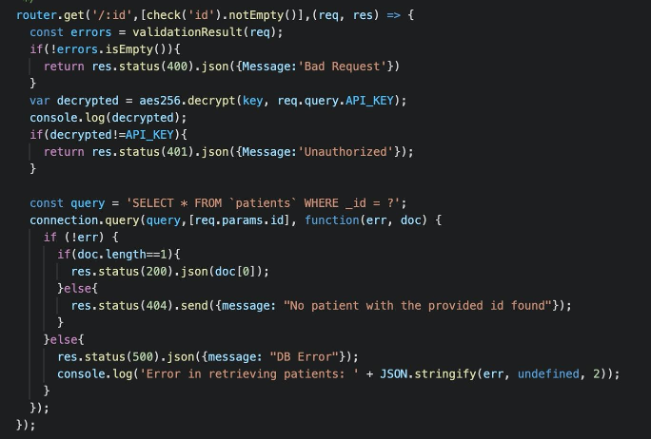 router.get('/:id',[check('id').notEmpty()],(req, res) => {
const errors = validationResult(req);
if(!errors.isEmpty()){
return res.status(400).json({Message:'Bad Request'})
}
var decrypted = aes256.decrypt(key, req.query.API_KEY);
console.log(decrypted);
if(decrypted!=API_KEY){
return res.status(401).json({Message:'Unauthorized'});
}
const query = 'SELECT * FROM `patients` WHERE _id = ?';
connection.query(query,[req.params.id], function(err, doc) {
if (!err) {
if(doc.length==1){
res.status(200).json(doc[0]);
}else{
res.status(404).send({message: "No patient with the provided id found"});
}
}else{
res.status(500).json({message: "DB Error"});
console.log('Error in retrieving patients: ' + JSON.stringify(err, undefined, 2));
}
});
});